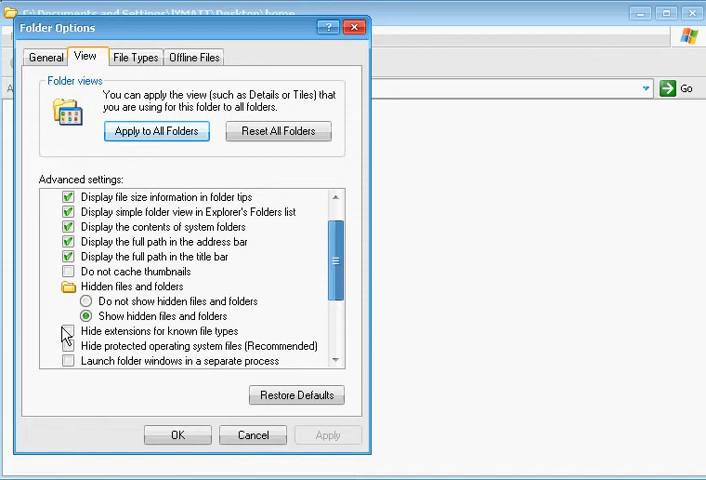 C:\Documents and Settings\XMATT\Desktop\home
Folder Options
?
General View File Types Offline Files
Folder views
You can apply the view (such as Details or Tiles) that
you are using for this folder to all folders.
Apply to All Folders Reset All Folders
Go
Advanced settings:
Display file size information in folder tips
Display simple folder view in Explorer's Folders list
Display the contents of system folders
Display the full path in the address bar
Display the full path in the title bar
Do not cache thumbnails
Hidden files and folders
Do not show hidden files and folders
Show hidden files and folders
Hide extensions for known file types
Hide protected operating system files (Recommended)
Launch folder windows in a separate process
Restore Defaults
OK Cancel Apply